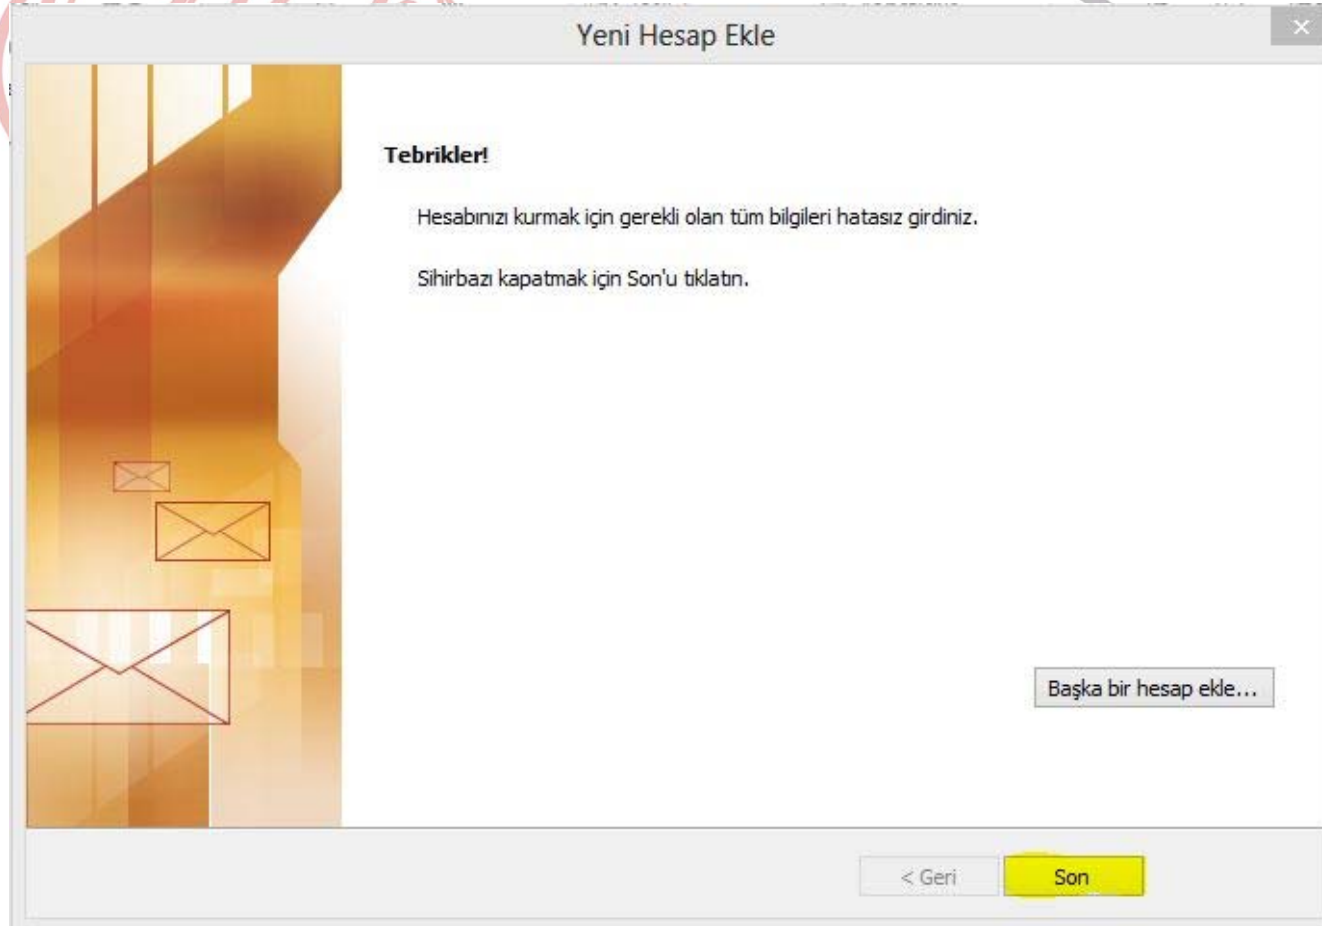 Yeni Hesap Ekle
Tebrikler!
Hesabınızı kurmak için gerekli olan tüm bilgileri hatasız girdiniz.
Sihirbazı kapatmak için Son'u tıklatın.
Başka bir hesap ekle...
< Geri
Son